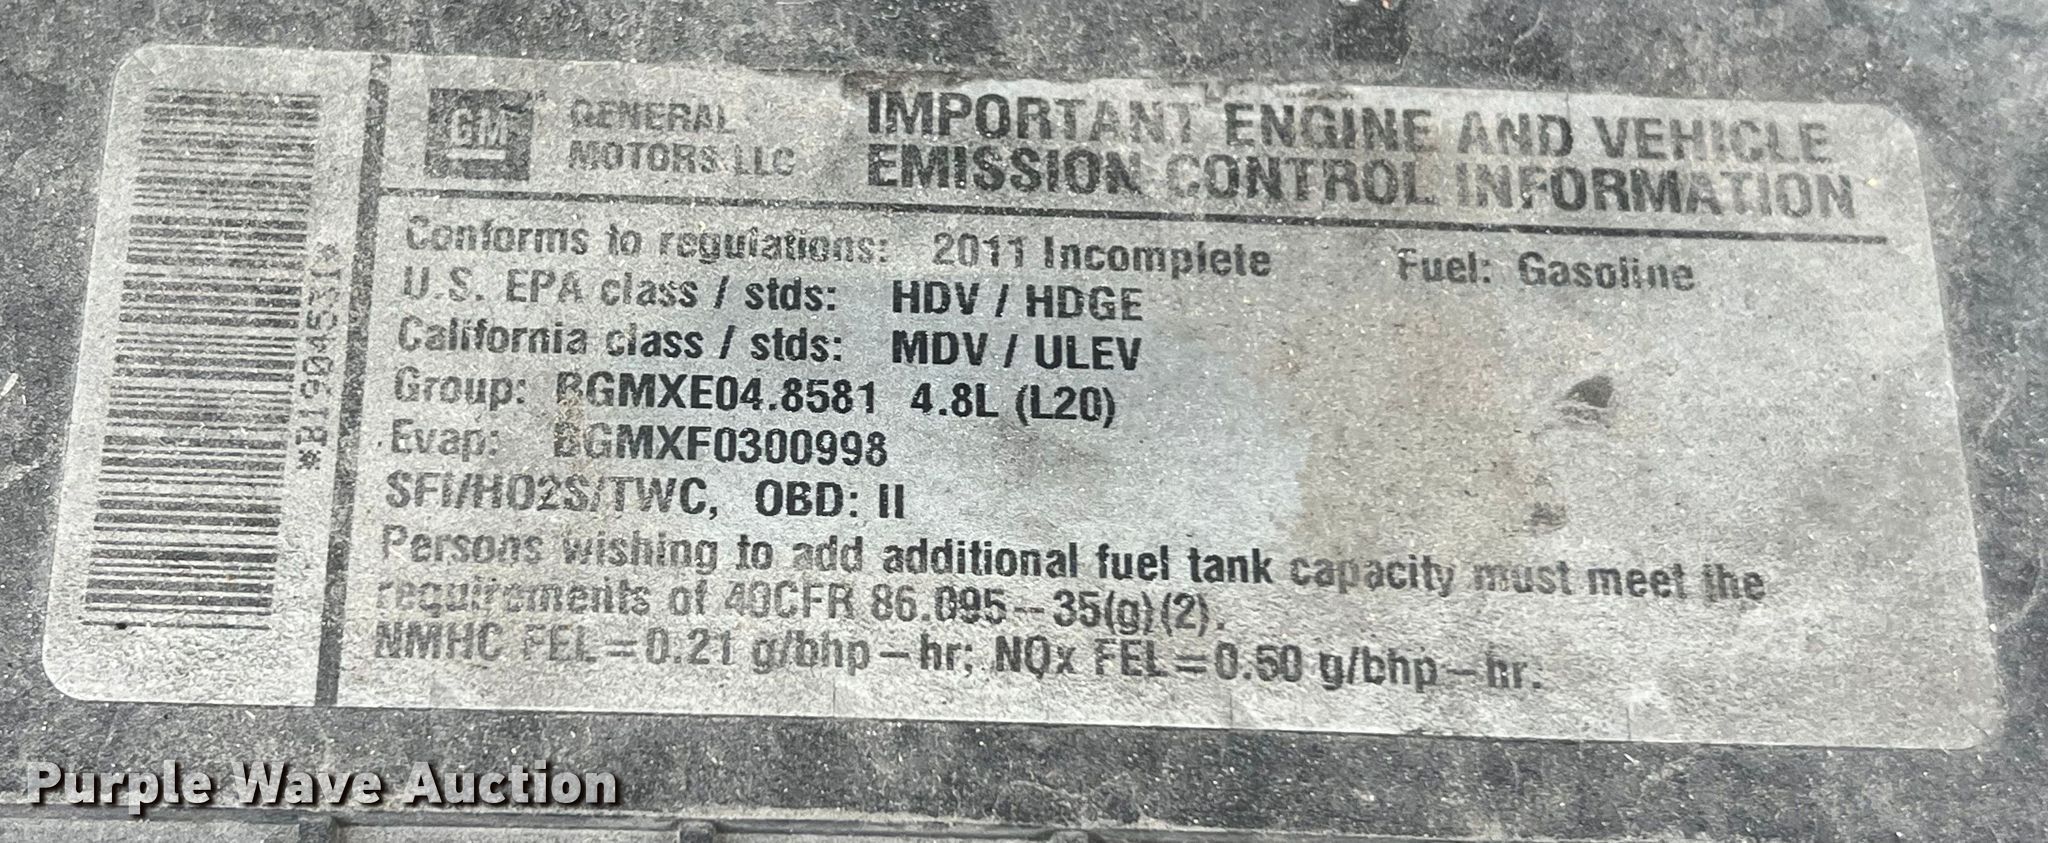 *B1904531*
GM GENERAL MOTORS LLC
IMPORTANT ENGINE AND VEHICLE
EMISSION CONTROL INFORMATION
Conforms to regulations: 2011 Incomplete Fuel: Gasoline
U.S. EPA class / stds: HDV / HDGE
California class / stds: MDV / ULEV
Group: BGMXE04.8581 4.8L (L20)
Evap: BGMXF0300998
SFI/HO2S/TWC, OBD: II
Persons wishing to add additional fuel tank capacity must meet the
requirements of 40CFR 86.095-35(g)(2).
NMHC FEL=0.21 g/bhp-hr; NOx FEL=0.50 g/bhp-hr.
Purple Wave Auction